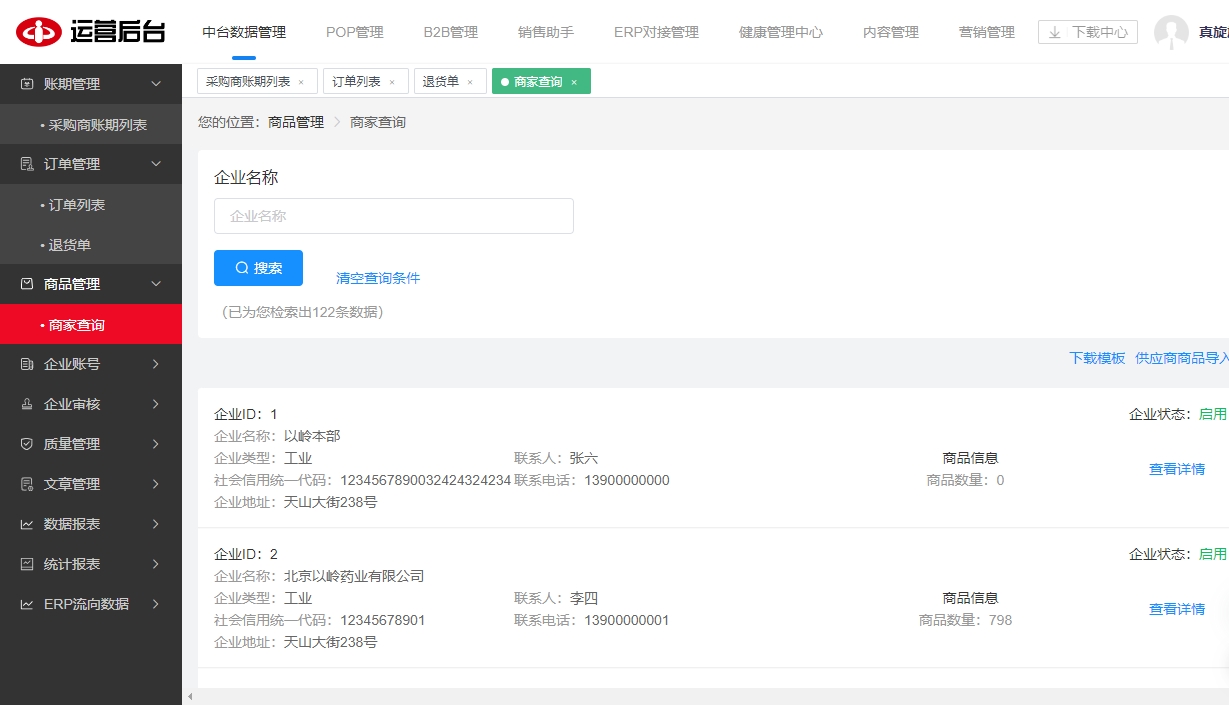 运营后台
中台数据管理 POP管理 B2B管理 销售助手 ERP对接管理 健康管理中心 内容管理 营销管理 下载中心 真旋
账期管理
• 采购商账期列表
订单管理
• 订单列表
• 退货单
商品管理
• 商家查询
企业账号
企业审核
质量管理
文章管理
数据报表
统计报表
ERP流向数据
采购商账期列表 × 订单列表 × 退货单 × 商家查询 ×
您的位置：商品管理 > 商家查询
企业名称
企业名称
搜索 清空查询条件
（已为您检索出122条数据）
下载模板 供应商商品导入
企业ID：1 企业状态：启用
企业名称：以岭本部
企业类型：工业 联系人：张六 商品信息
社会信用统一代码：1234567890032424324234 联系电话：13900000000 商品数量：0 查看详情
企业地址：天山大街238号
企业ID：2 企业状态：启用
企业名称：北京以岭药业有限公司
企业类型：工业 联系人：李四 商品信息
社会信用统一代码：12345678901 联系电话：13900000001 商品数量：798 查看详情
企业地址：天山大街238号